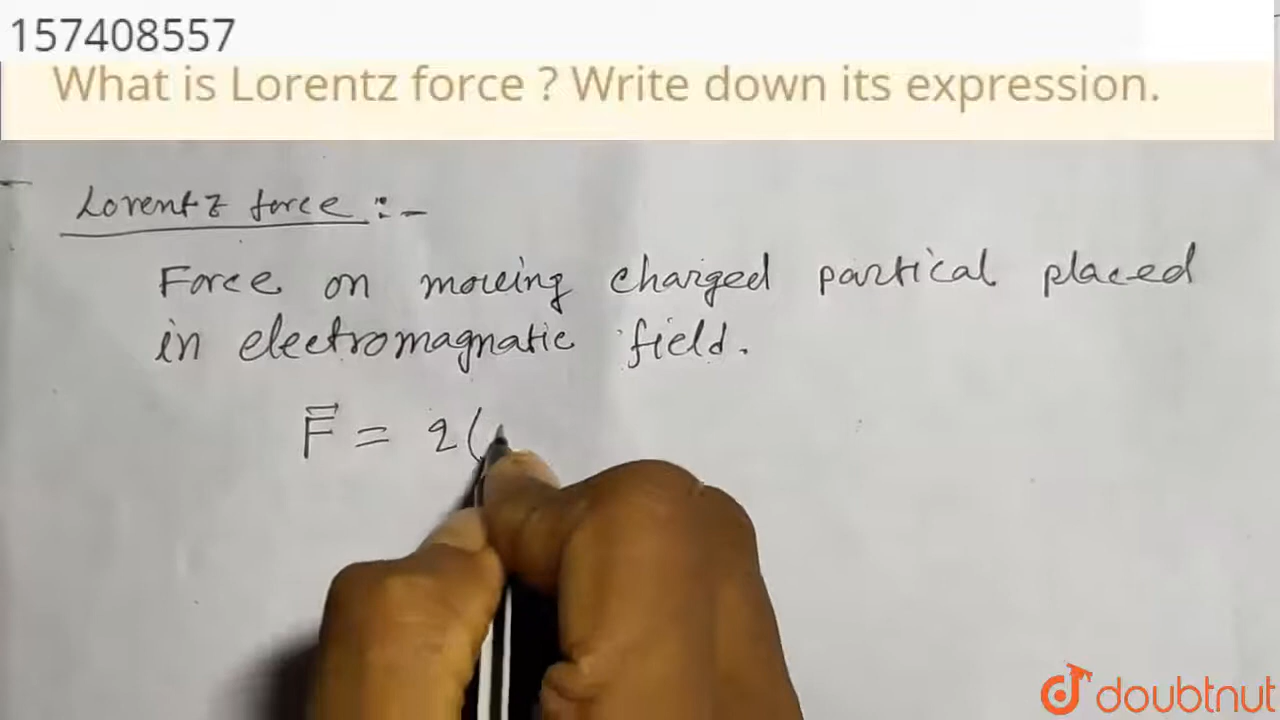 157408557
What is Lorentz force ? Write down its expression.
Lorentz force :-
Force on moveing charged partical placed
in electromagnatic field.
F⃗ = q(
doubtnut